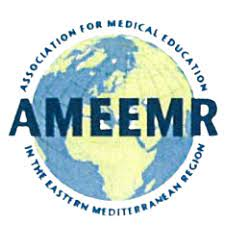 ASSOCIATION FOR MEDICAL EDUCATION
AMEEMR
IN THE EASTERN MEDITERRANEAN REGION